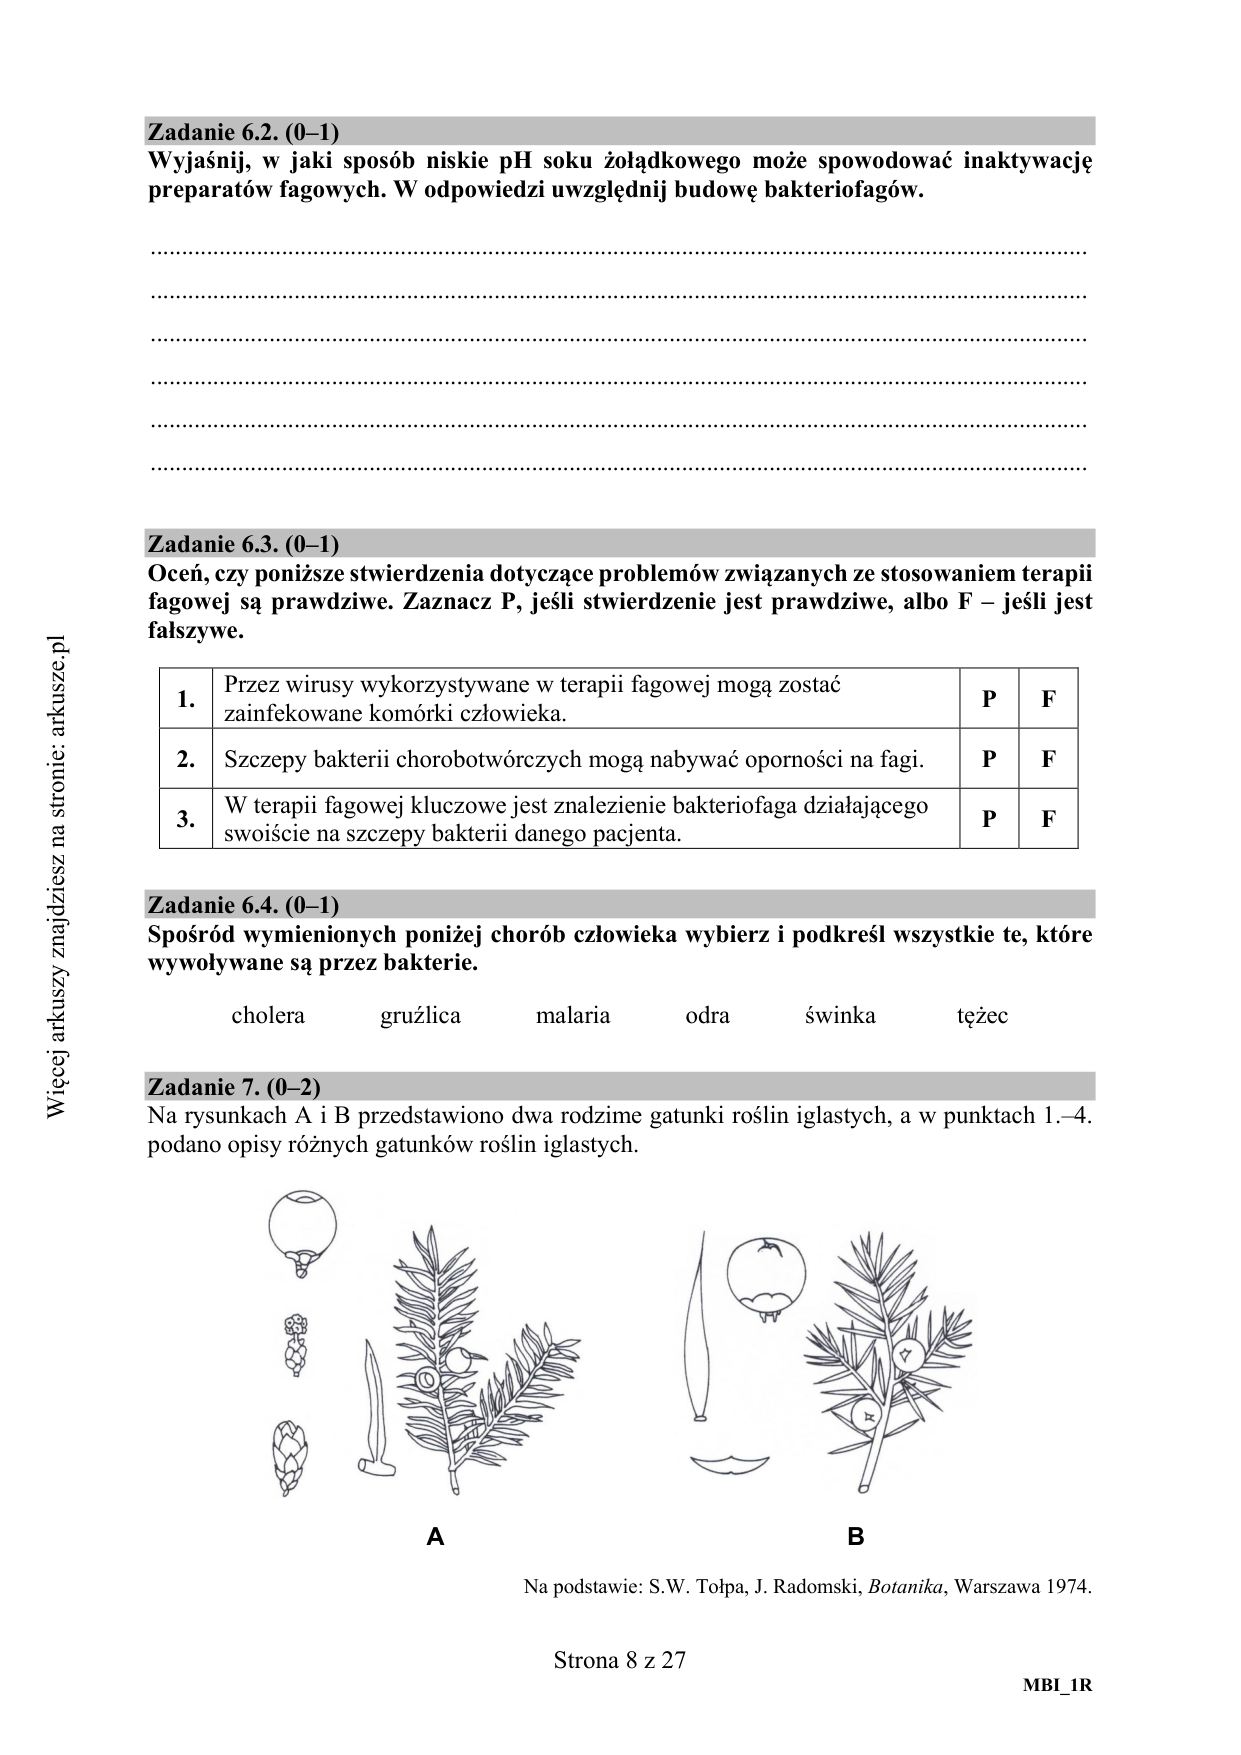 Zadanie 6.2. (0–1)
Wyjaśnij, w jaki sposób niskie pH soku żołądkowego może spowodować inaktywację
preparatów fagowych. W odpowiedzi uwzględnij budowę bakteriofagów.
Zadanie 6.3. (0–1)
Oceń, czy poniższe stwierdzenia dotyczące problemów związanych ze stosowaniem terapii
fagowej są prawdziwe. Zaznacz P, jeśli stwierdzenie jest prawdziwe, albo F – jeśli jest
fałszywe.
1. Przez wirusy wykorzystywane w terapii fagowej mogą zostać
zainfekowane komórki człowieka. P F
2. Szczepy bakterii chorobotwórczych mogą nabywać oporności na fagi. P F
3. W terapii fagowej kluczowe jest znalezienie bakteriofaga działającego
swoiście na szczepy bakterii danego pacjenta. P F
Zadanie 6.4. (0–1)
Spośród wymienionych poniżej chorób człowieka wybierz i podkreśl wszystkie te, które
wywoływane są przez bakterie.
cholera gruźlica malaria odra świnka tężec
Zadanie 7. (0–2)
Na rysunkach A i B przedstawiono dwa rodzime gatunki roślin iglastych, a w punktach 1.–4.
podano opisy różnych gatunków roślin iglastych.
A B
Na podstawie: S.W. Tołpa, J. Radomski, Botanika, Warszawa 1974.
Strona 8 z 27
MBI_1R
Więcej arkuszy znajdziesz na stronie: arkusze.pl